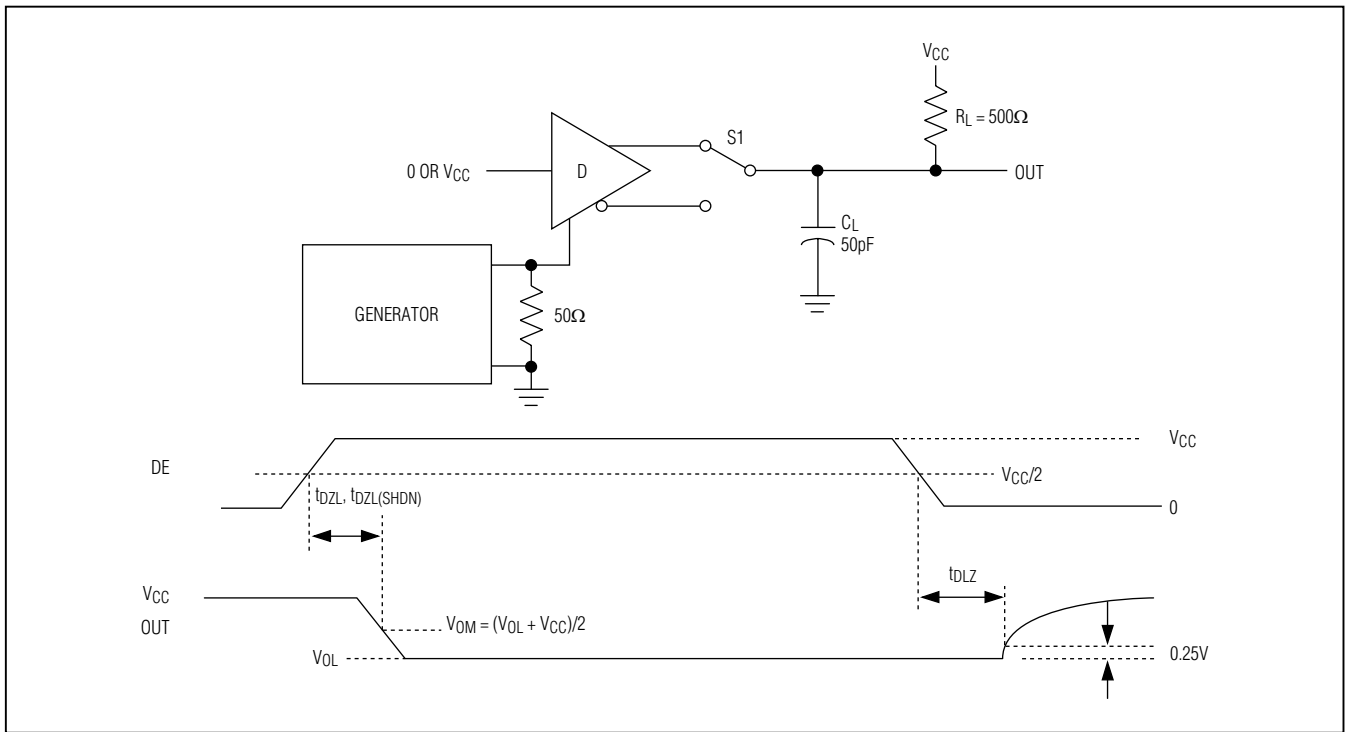 VCC
RL = 500Ω
S1
0 OR VCC
D
OUT
CL
50pF
GENERATOR
50Ω
VCC
DE
VCC/2
tDZL, tDZL(SHDN)
0
tDLZ
VCC
OUT
VOM = (VOL + VCC)/2
VOL
0.25V